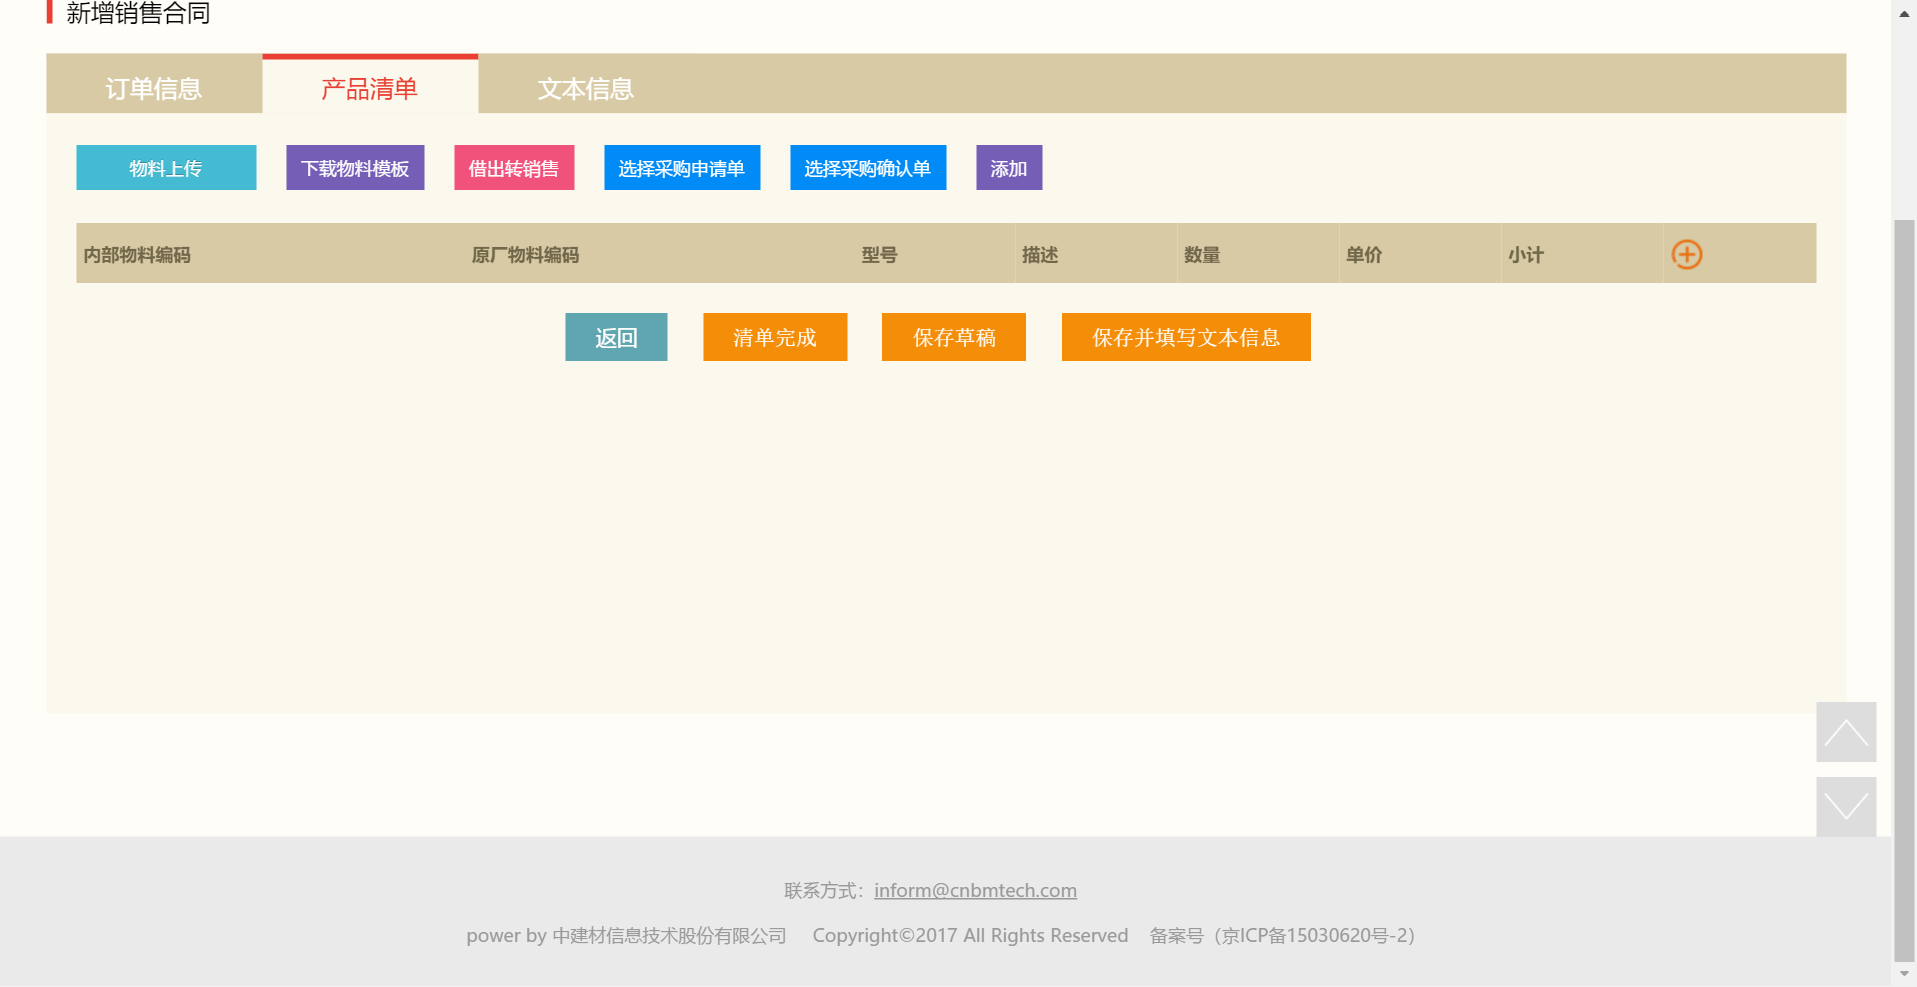 新增销售合同
订单信息 产品清单 文本信息
物料上传 下载物料模板 借出转销售 选择采购申请单 选择采购确认单 添加
内部物料编码 原厂物料编码 型号 描述 数量 单价 小计
返回 清单完成 保存草稿 保存并填写文本信息
联系方式：inform@cnbmtech.com
power by 中建材信息技术股份有限公司 Copyright©2017 All Rights Reserved 备案号（京ICP备15030620号-2）